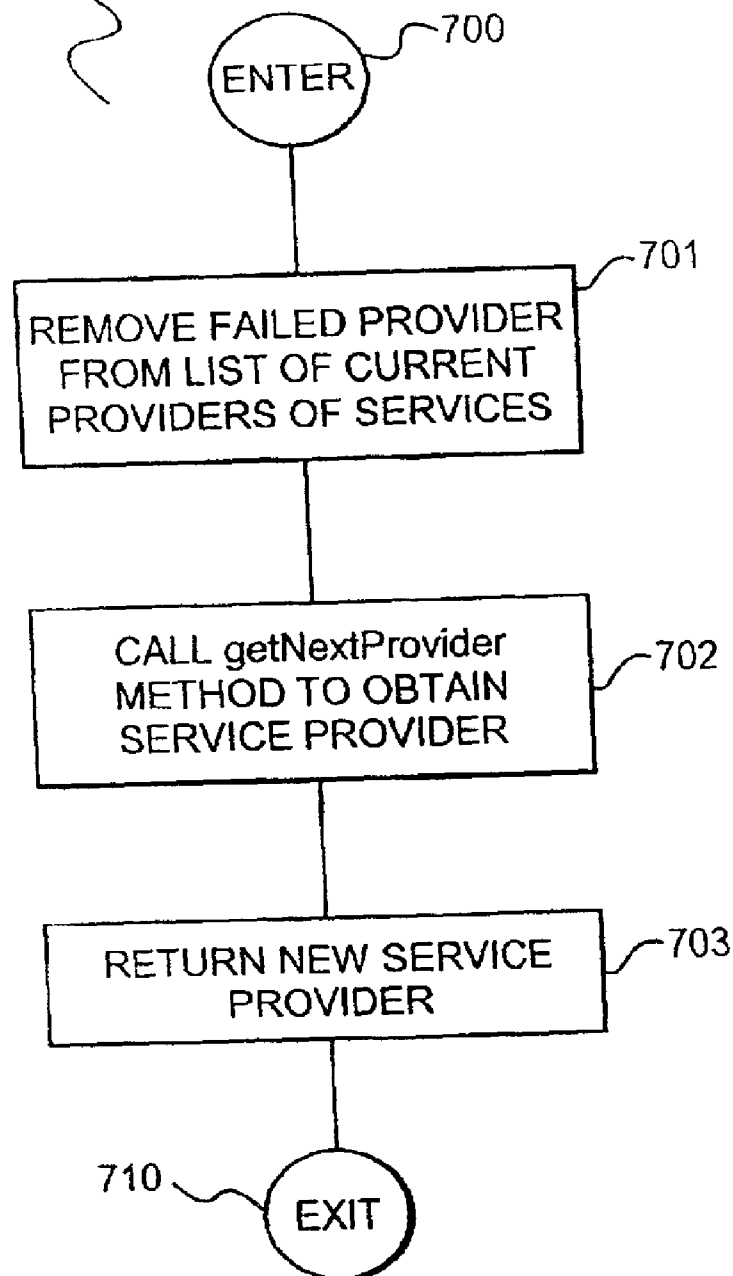 700
ENTER
701
REMOVE FAILED PROVIDER
FROM LIST OF CURRENT
PROVIDERS OF SERVICES
702
CALL getNextProvider
METHOD TO OBTAIN
SERVICE PROVIDER
703
RETURN NEW SERVICE
PROVIDER
710
EXIT